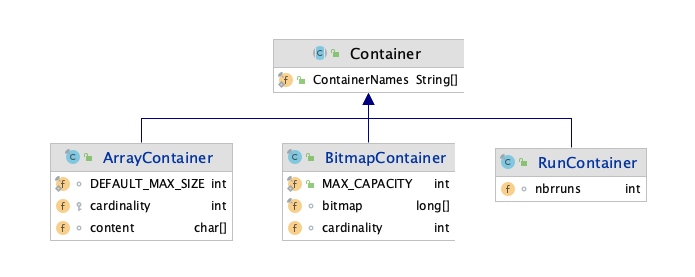 Container
ContainerNames String[]
ArrayContainer
DEFAULT_MAX_SIZE int
cardinality int
content char[]
BitmapContainer
MAX_CAPACITY int
bitmap long[]
cardinality int
RunContainer
nbrruns int